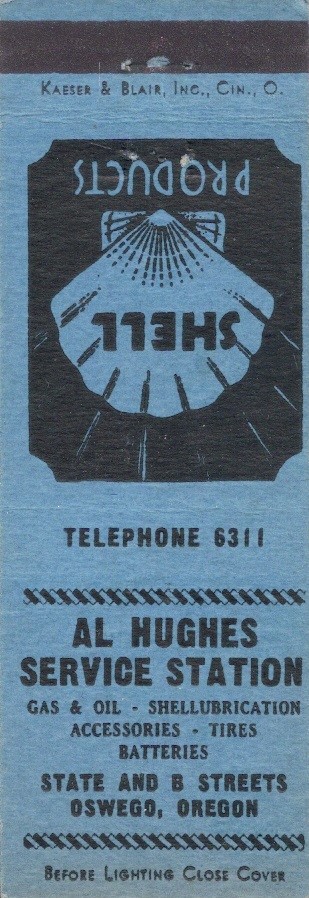 KAESER & BLAIR, INC., CIN., O.
SHELL
PRODUCTS
TELEPHONE 6311
AL HUGHES
SERVICE STATION
GAS & OIL - SHELLUBRICATION
ACCESSORIES - TIRES
BATTERIES
STATE AND B STREETS
OSWEGO, OREGON
BEFORE LIGHTING CLOSE COVER